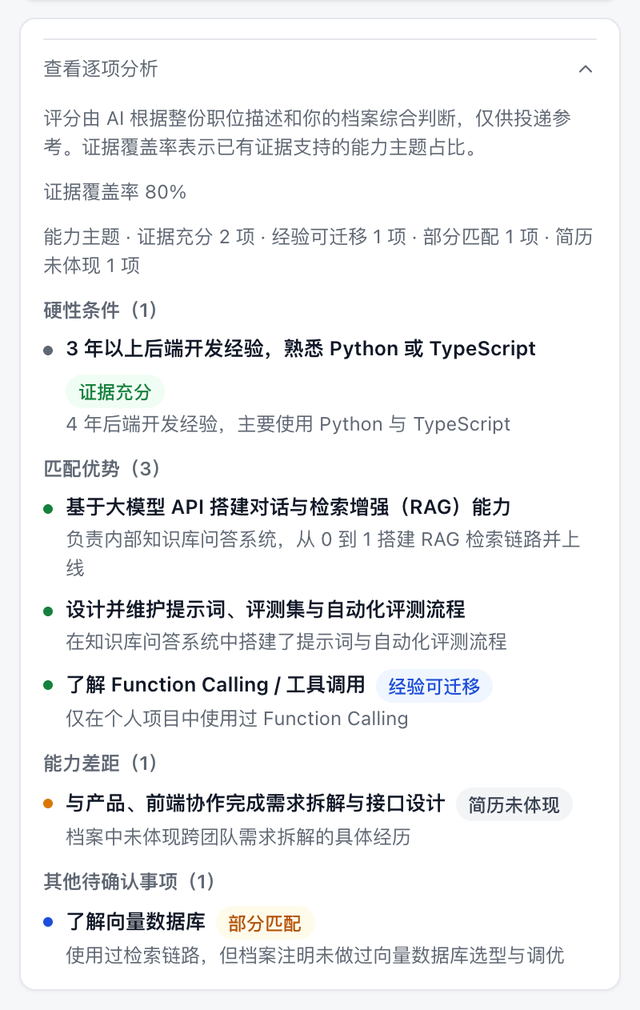 查看逐项分析
评分由 AI 根据整份职位描述和你的档案综合判断，仅供投递参
考。证据覆盖率表示已有证据支持的能力主题占比。
证据覆盖率 80%
能力主题 · 证据充分 2 项 · 经验可迁移 1 项 · 部分匹配 1 项 · 简历
未体现 1 项
硬性条件（1）
3 年以上后端开发经验，熟悉 Python 或 TypeScript
证据充分
4 年后端开发经验，主要使用 Python 与 TypeScript
匹配优势（3）
基于大模型 API 搭建对话与检索增强（RAG）能力
负责内部知识库问答系统，从 0 到 1 搭建 RAG 检索链路并上
线
设计并维护提示词、评测集与自动化评测流程
在知识库问答系统中搭建了提示词与自动化评测流程
了解 Function Calling / 工具调用 经验可迁移
仅在个人项目中使用过 Function Calling
能力差距（1）
与产品、前端协作完成需求拆解与接口设计 简历未体现
档案中未体现跨团队需求拆解的具体经历
其他待确认事项（1）
了解向量数据库 部分匹配
使用过检索链路，但档案注明未做过向量数据库选型与调优